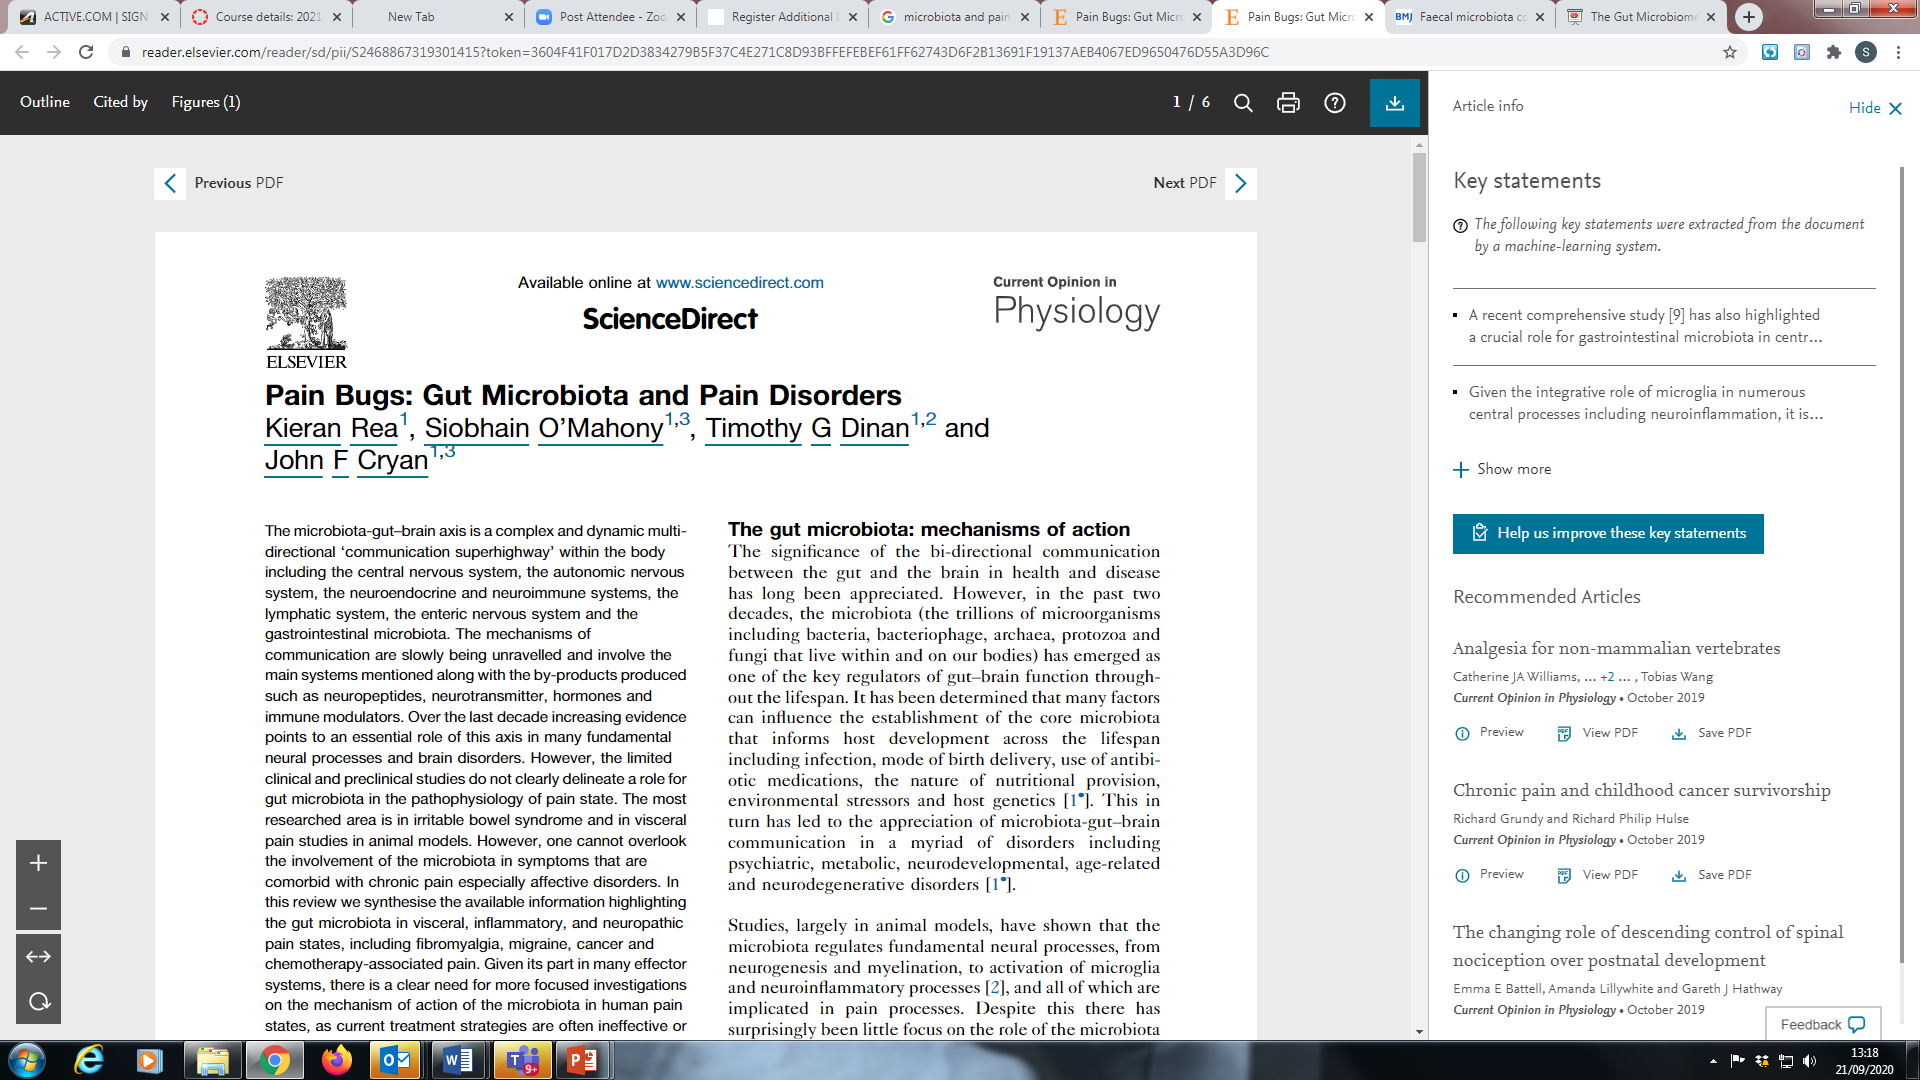 ACTIVE.COM | SIGN
Course details: 2021
New Tab
Post Attendee - Zoo
Register Additional
microbiota and pain
Pain Bugs: Gut Micro
Pain Bugs: Gut Micro
BMJ Faecal microbiota co
The Gut Microbiome
reader.elsevier.com/reader/sd/pii/S2468867319301415?token=3604F41F017D2D3834279B5F37C4E271C8D93BFFEFEBEF61FF62743D6F2B13691F19137AEB4067ED9650476D55A3D96C
S
Outline Cited by Figures (1)
1 / 6
Previous PDF
Next PDF
ELSEVIER
Available online at www.sciencedirect.com
ScienceDirect
Current Opinion in
Physiology
Pain Bugs: Gut Microbiota and Pain Disorders
Kieran Rea1, Siobhain O’Mahony1,3, Timothy G Dinan1,2 and
John F Cryan1,3
The microbiota-gut–brain axis is a complex and dynamic multi-
directional ‘communication superhighway’ within the body
including the central nervous system, the autonomic nervous
system, the neuroendocrine and neuroimmune systems, the
lymphatic system, the enteric nervous system and the
gastrointestinal microbiota. The mechanisms of
communication are slowly being unravelled and involve the
main systems mentioned along with the by-products produced
such as neuropeptides, neurotransmitter, hormones and
immune modulators. Over the last decade increasing evidence
points to an essential role of this axis in many fundamental
neural processes and brain disorders. However, the limited
clinical and preclinical studies do not clearly delineate a role for
gut microbiota in the pathophysiology of pain state. The most
researched area is in irritable bowel syndrome and in visceral
pain studies in animal models. However, one cannot overlook
the involvement of the microbiota in symptoms that are
comorbid with chronic pain especially affective disorders. In
this review we synthesise the available information highlighting
the gut microbiota in visceral, inflammatory, and neuropathic
pain states, including fibromyalgia, migraine, cancer and
chemotherapy-associated pain. Given its part in many effector
systems, there is a clear need for more focused investigations
on the mechanism of action of the microbiota in human pain
states, as current treatment strategies are often ineffective or
The gut microbiota: mechanisms of action
The significance of the bi-directional communication
between the gut and the brain in health and disease
has long been appreciated. However, in the past two
decades, the microbiota (the trillions of microorganisms
including bacteria, bacteriophage, archaea, protozoa and
fungi that live within and on our bodies) has emerged as
one of the key regulators of gut–brain function through-
out the lifespan. It has been determined that many factors
can influence the establishment of the core microbiota
that informs host development across the lifespan
including infection, mode of birth delivery, use of antibi-
otic medications, the nature of nutritional provision,
environmental stressors and host genetics [1•]. This in
turn has led to the appreciation of microbiota-gut–brain
communication in a myriad of disorders including
psychiatric, metabolic, neurodevelopmental, age-related
and neurodegenerative disorders [1•].
Studies, largely in animal models, have shown that the
microbiota regulates fundamental neural processes, from
neurogenesis and myelination, to activation of microglia
and neuroinflammatory processes [2], and all of which are
implicated in pain processes. Despite this there has
surprisingly been little focus on the role of the microbiota
Article info
Hide
Key statements
The following key statements were extracted from the document
by a machine-learning system.
A recent comprehensive study [9] has also highlighted
a crucial role for gastrointestinal microbiota in centr...
Given the integrative role of microglia in numerous
central processes including neuroinflammation, it is...
Show more
Help us improve these key statements
Recommended Articles
Analgesia for non-mammalian vertebrates
Catherine JA Williams, ... +2 ... , Tobias Wang
Current Opinion in Physiology • October 2019
Preview View PDF Save PDF
Chronic pain and childhood cancer survivorship
Richard Grundy and Richard Philip Hulse
Current Opinion in Physiology • October 2019
Preview View PDF Save PDF
The changing role of descending control of spinal
nociception over postnatal development
Emma E Battell, Amanda Lillywhite and Gareth J Hathway
Current Opinion in Physiology • October 2019
Feedback
9+
13:18
21/09/2020